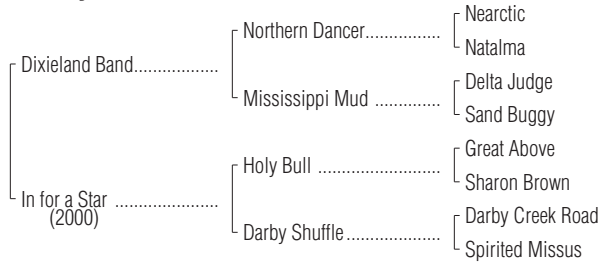 Nearctic
Northern Dancer................
Natalma
Dixieland Band..................
Delta Judge
Mississippi Mud ...............
Sand Buggy
Great Above
Holy Bull ........................
Sharon Brown
In for a Star ......................
(2000)
Darby Creek Road
Darby Shuffle...................
Spirited Missus